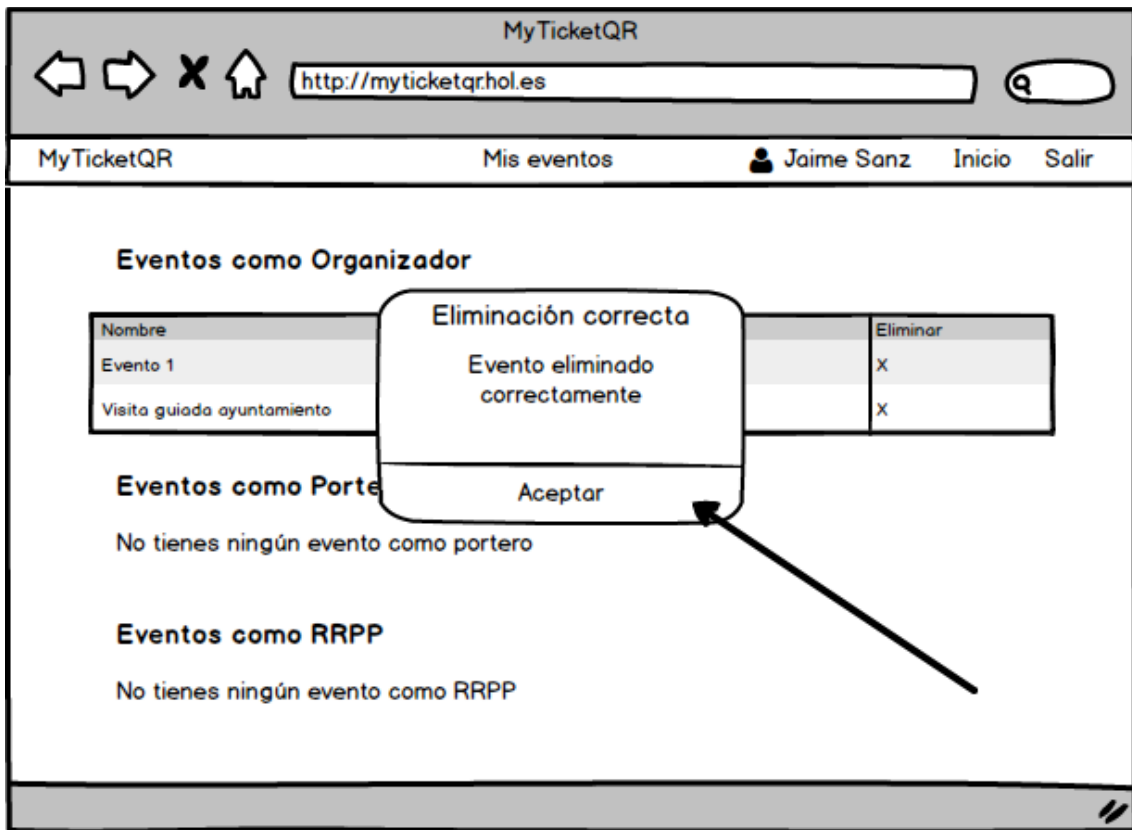 MyTicketQR
http://myticketqr.hol.es
MyTicketQR Mis eventos Jaime Sanz Inicio Salir
Eventos como Organizador
Nombre Eliminar
Evento 1 X
Visita guiada ayuntamiento X
Eliminación correcta
Evento eliminado
correctamente
Aceptar
Eventos como Porte
No tienes ningún evento como portero
Eventos como RRPP
No tienes ningún evento como RRPP